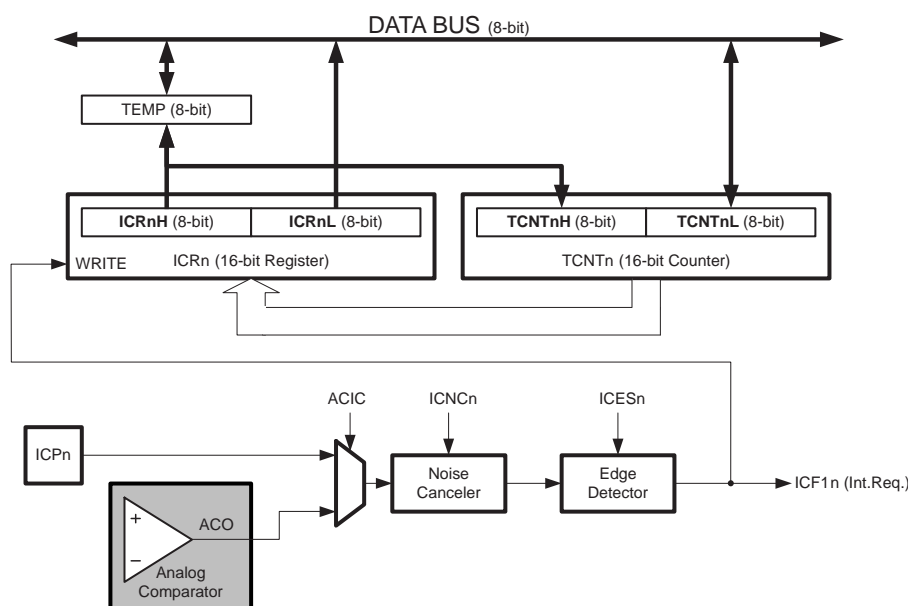 DATA BUS (8-bit)
TEMP (8-bit)
ICRnH (8-bit) ICRnL (8-bit) TCNTnH (8-bit) TCNTnL (8-bit)
WRITE ICRn (16-bit Register) TCNTn (16-bit Counter)
ACIC ICNCn ICESn
ICPn
Noise
Canceler
Edge
Detector
ICF1n (Int.Req.)
+
ACO
−
Analog
Comparator